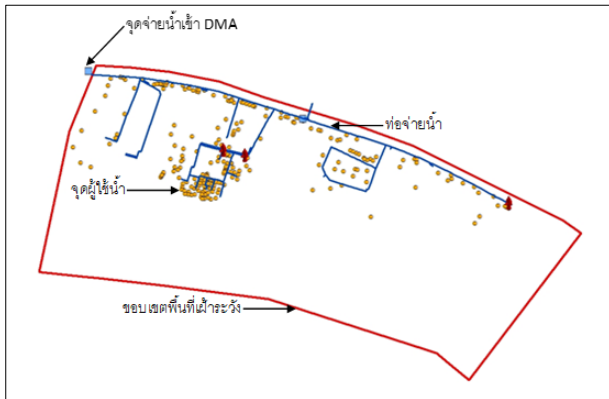 จุดจ่ายน้ำเข้า DMA
ท่อจ่ายน้ำ
จุดผู้ใช้น้ำ
ขอบเขตพื้นที่เฝ้าระวัง